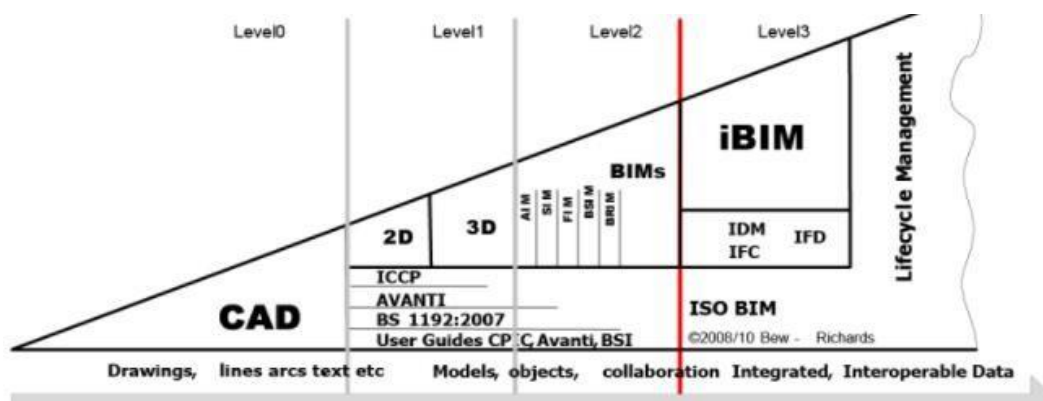 Level0 Level1 Level2 Level3
iBIM
BIMs
Lifecycle Management
AIM
SIM
FIM
BSIM
BRIM
2D 3D
IDM IFD
IFC
ICCP
AVANTI
CAD
BS 1192:2007
ISO BIM
User Guides CPIC, Avanti, BSI
©2008/10 Bew - Richards
Drawings, lines arcs text etc Models, objects, collaboration Integrated, Interoperable Data